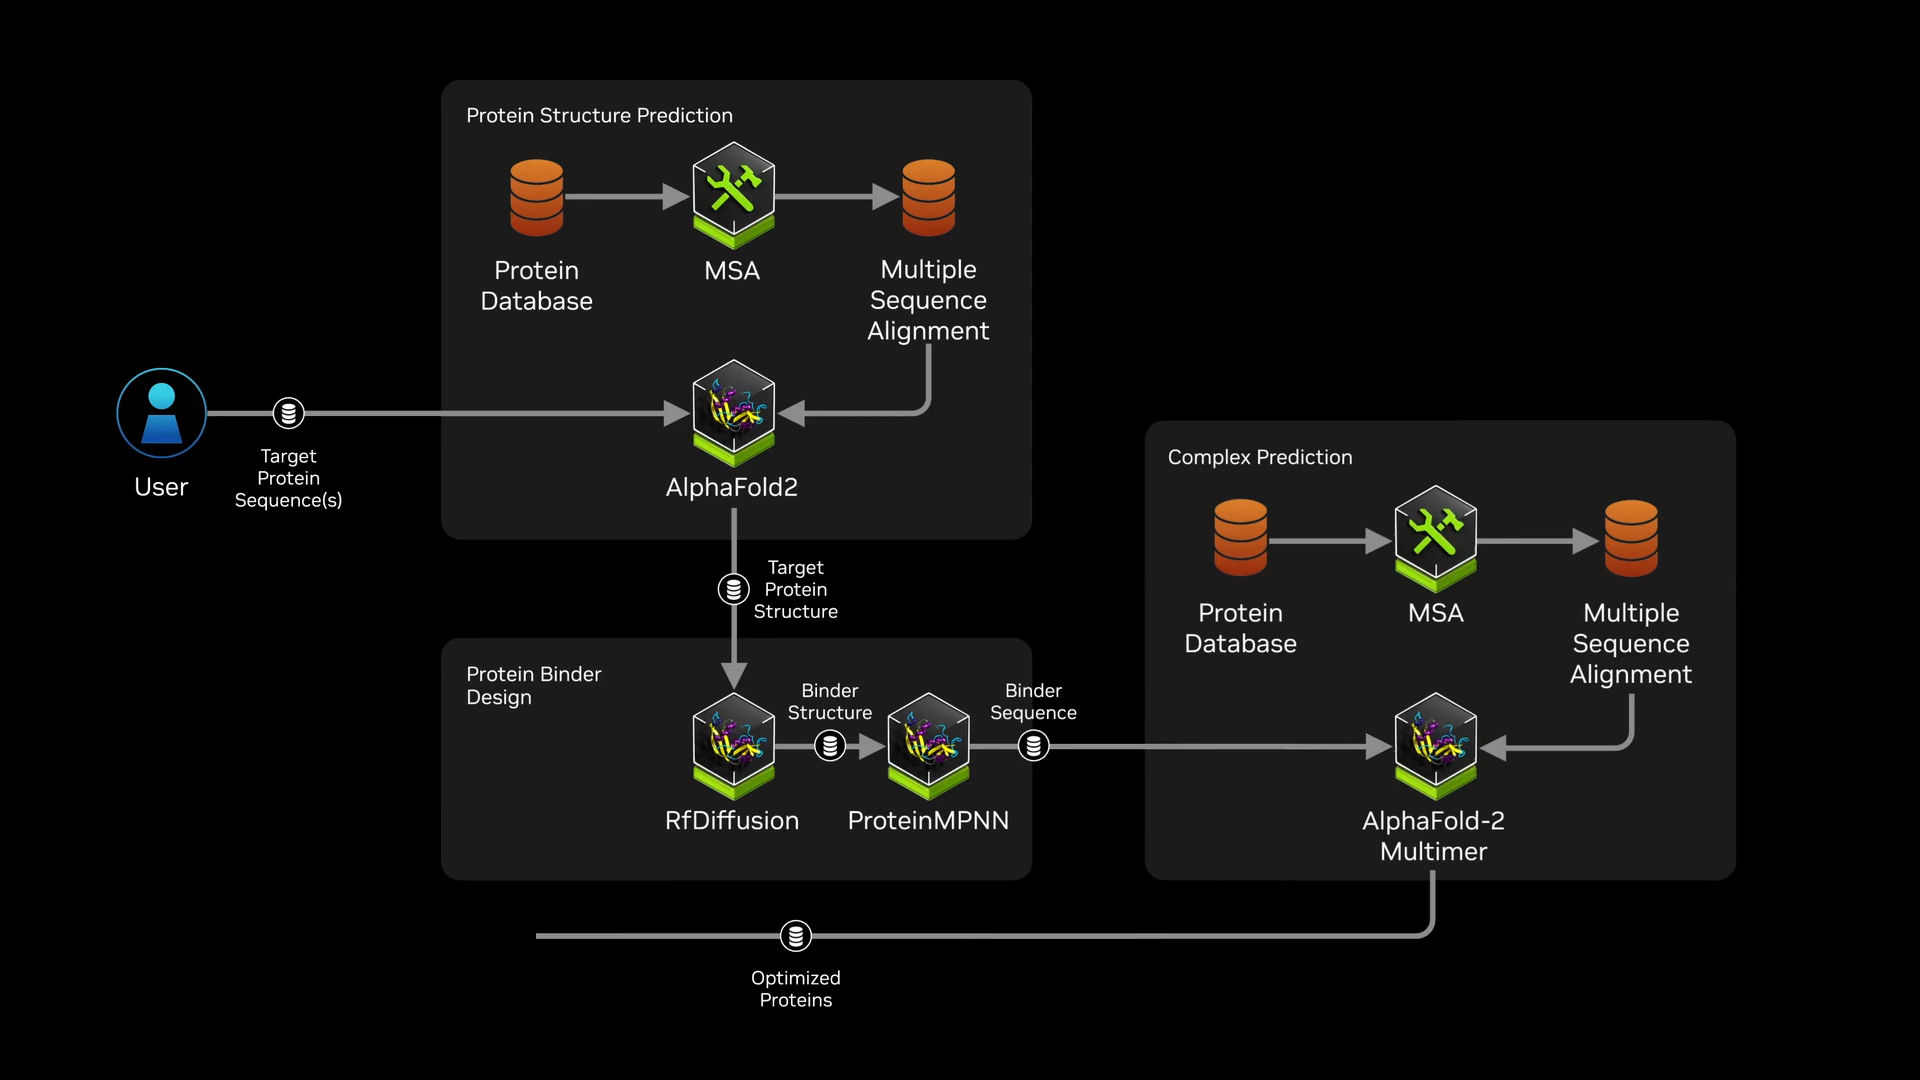 Protein Structure Prediction
Protein
Database
MSA
Multiple
Sequence
Alignment
User
Target
Protein
Sequence(s)
AlphaFold2
Target
Protein
Structure
Protein Binder
Design
Binder
Structure
Binder
Sequence
RfDiffusion
ProteinMPNN
Complex Prediction
Protein
Database
MSA
Multiple
Sequence
Alignment
AlphaFold-2
Multimer
Optimized
Proteins